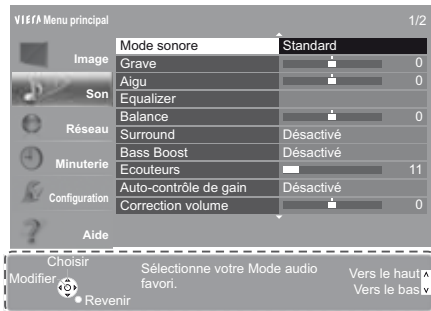 VIErA Menu principal 1/2
Image
Son
Réseau
Minuterie
Configuration
Aide
Mode sonore Standard
Grave 0
Aigu 0
Equalizer
Balance 0
Surround Désactivé
Bass Boost Désactivé
Ecouteurs 11
Auto-contrôle de gain Désactivé
Correction volume 0
Choisir
Modifier
Revenir
Sélectionne votre Mode audio
favori.
Vers le haut
Vers le bas